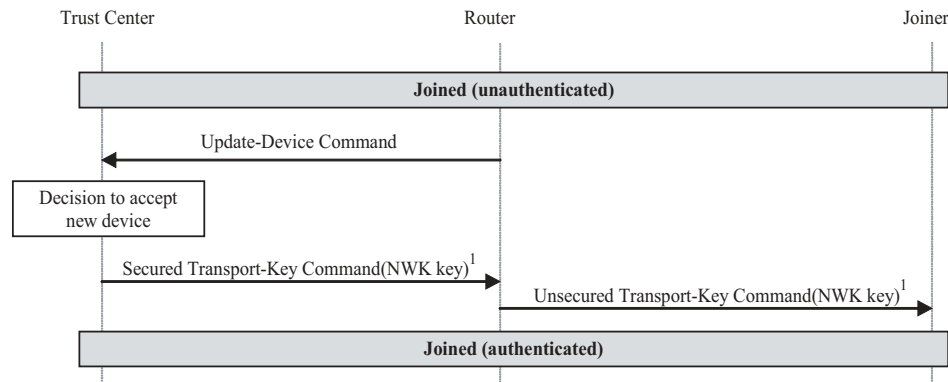 Trust Center Router Joiner
Joined (unauthenticated)
Update-Device Command
Decision to accept
new device
Secured Transport-Key Command(NWK key)1
Unsecured Transport-Key Command(NWK key)1
Joined (authenticated)